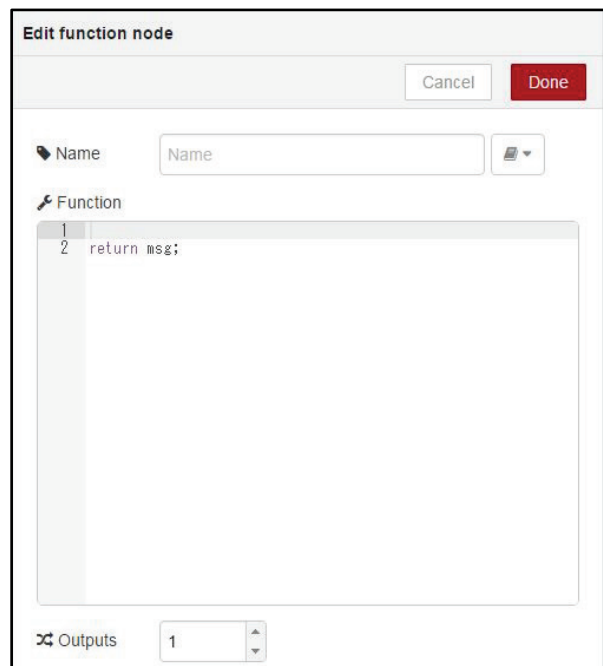 Edit function node
Cancel Done
Name Name
Function
1
2 return msg;
Outputs 1